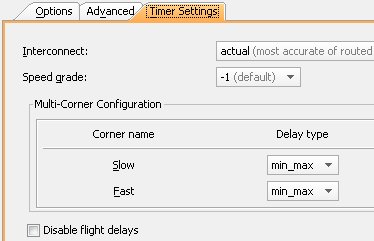 Options Advanced Timer Settings
Interconnect: actual (most accurate of routed
Speed grade: -1 (default)
Multi-Corner Configuration
Corner name Delay type
Slow min_max
Fast min_max
Disable flight delays